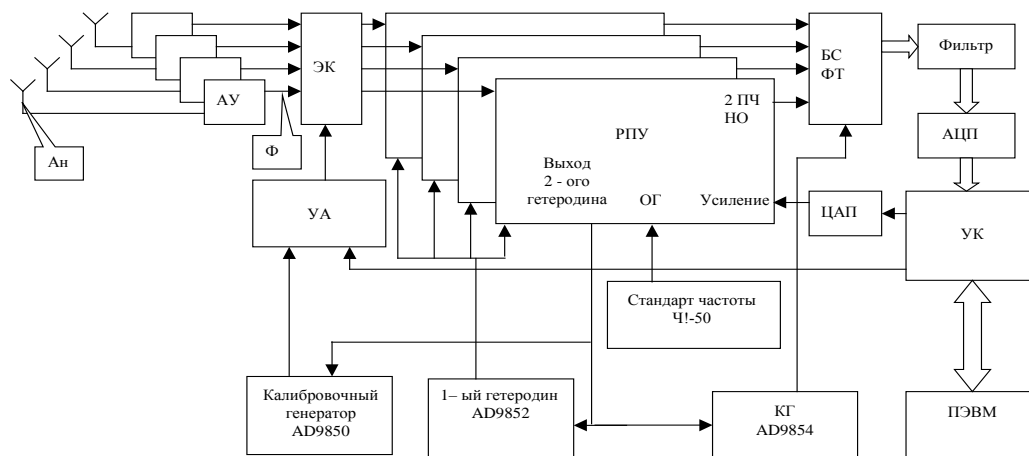 ЭК
БС
ФТ
Фильтр
АУ
2 ПЧ
НО
РПУ
АЦП
Ан
Ф
Выход
2 - ого
гетеродина
ОГ
Усиление
ЦАП
УА
УК
Стандарт частоты
Ч!-50
Калибровочный
генератор
AD9850
1– ый гетеродин
AD9852
КГ
AD9854
ПЭВМ